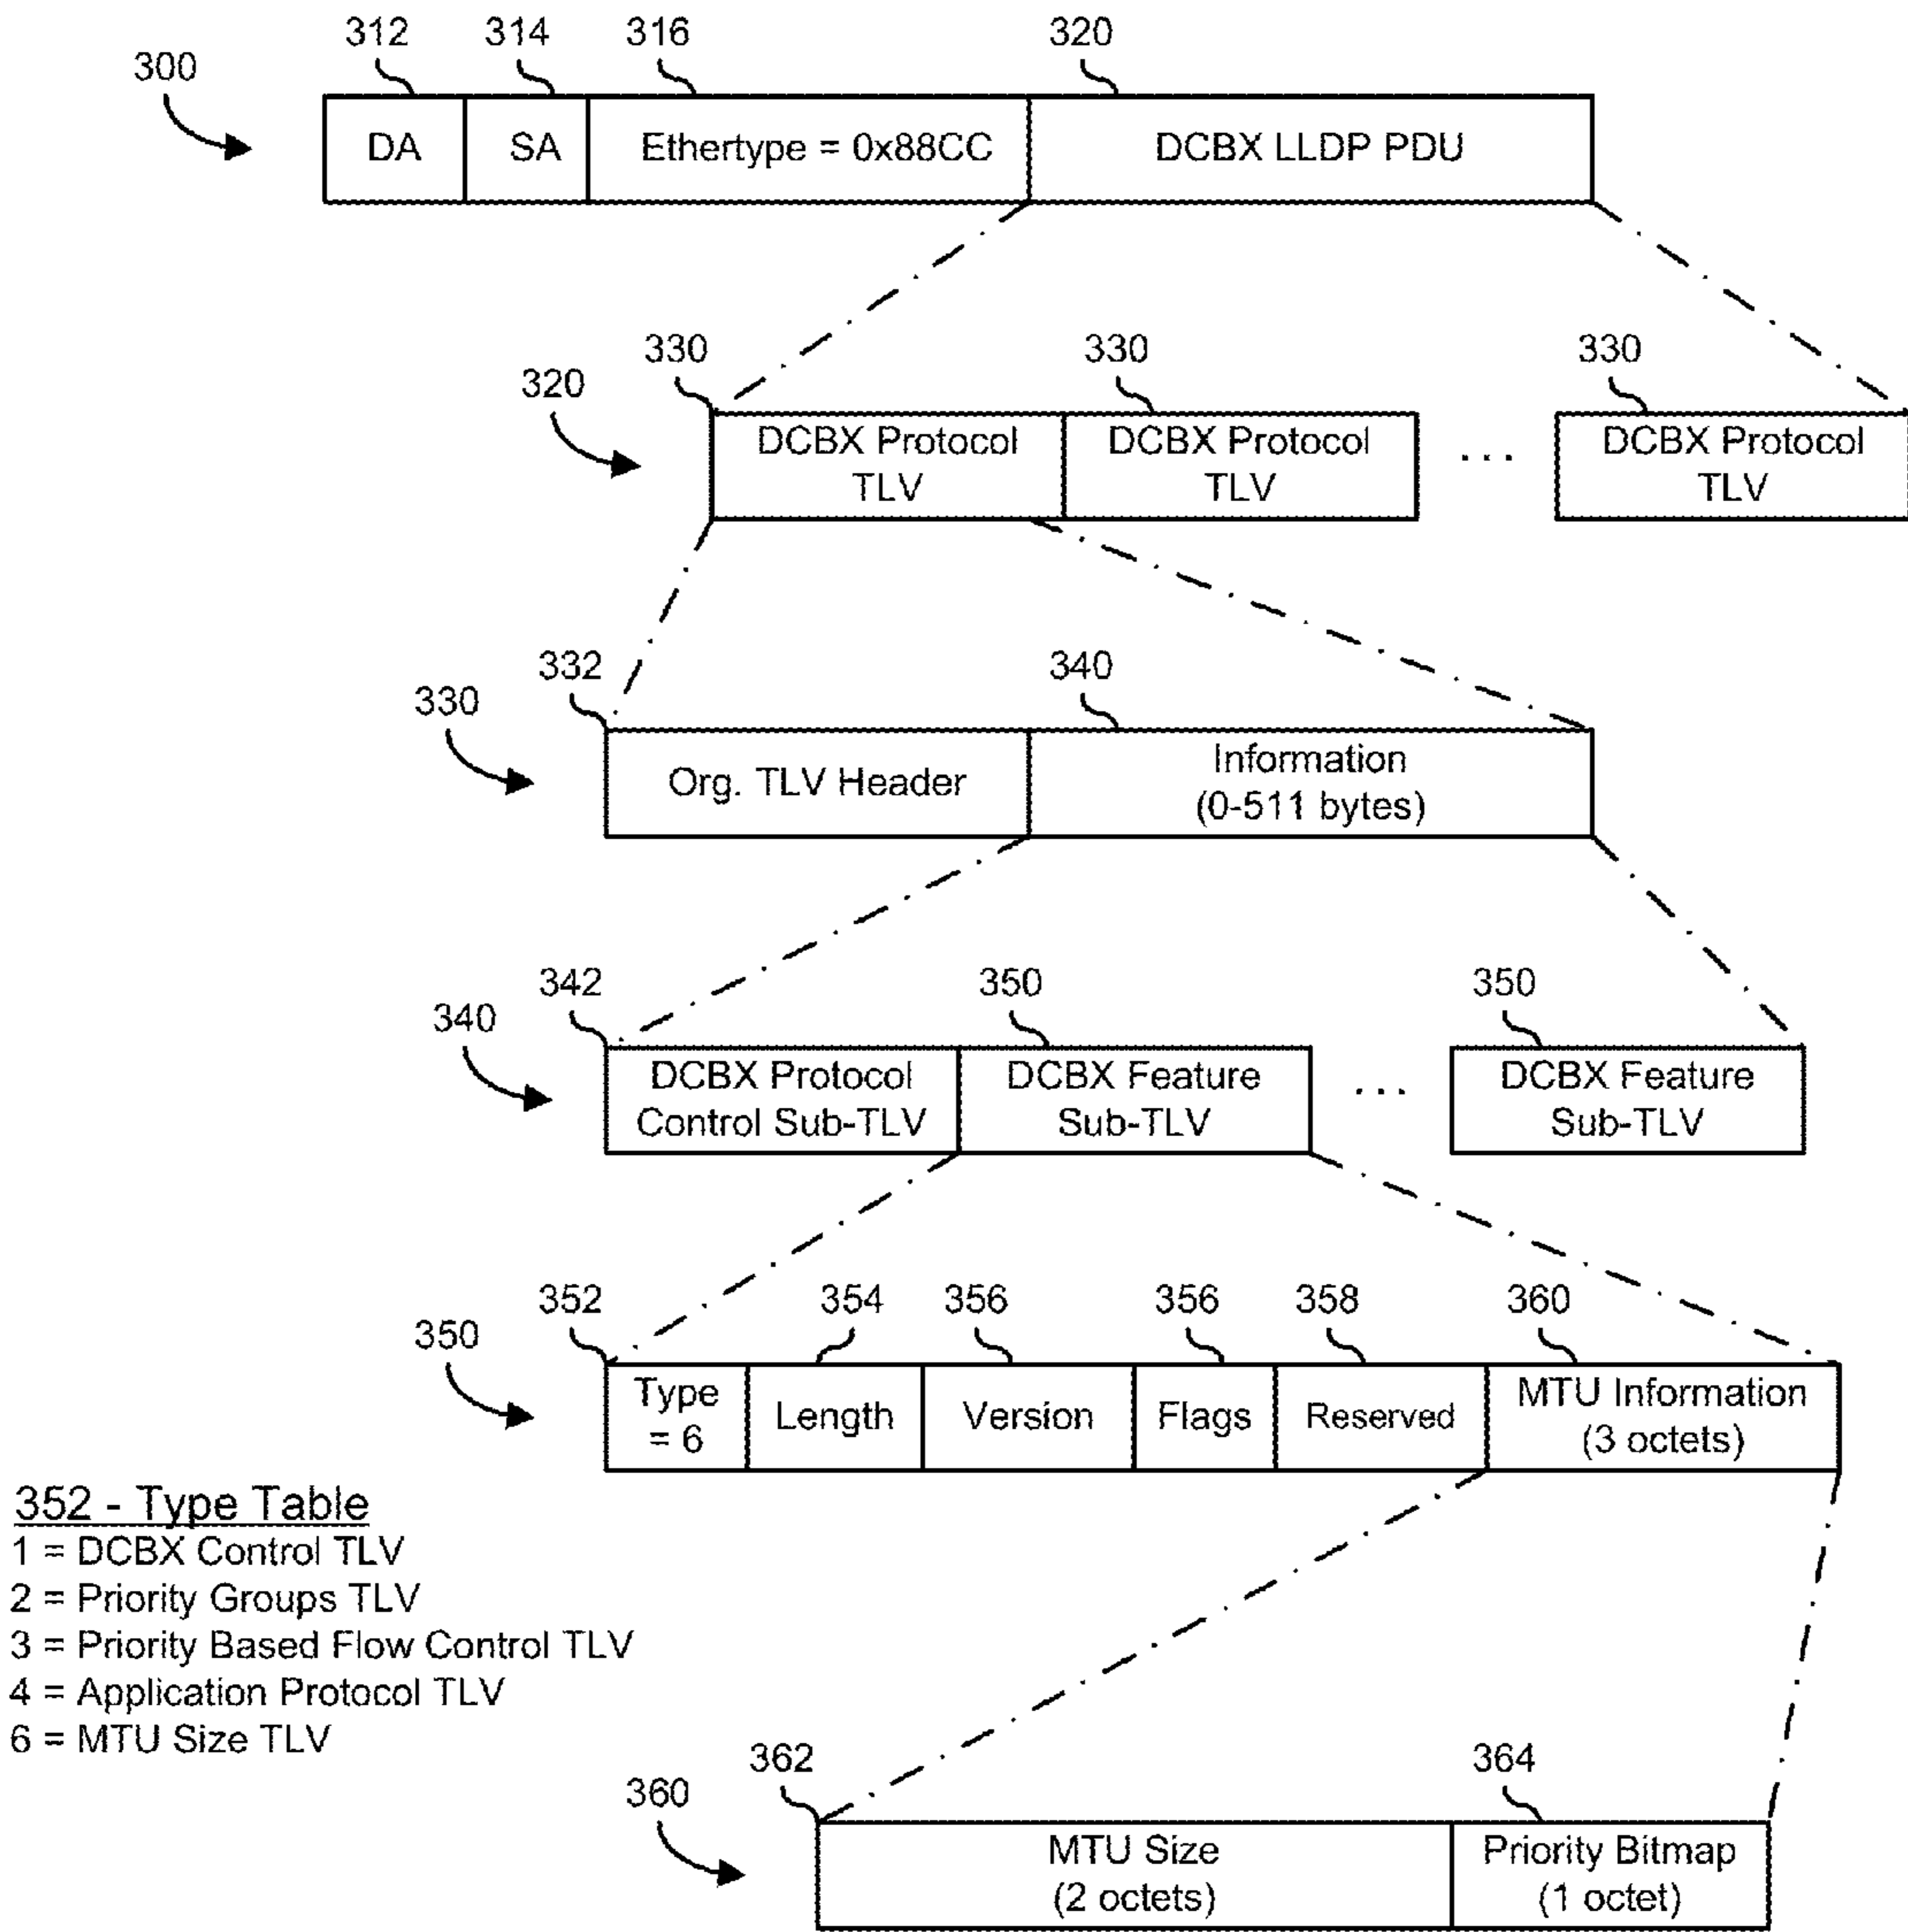 312 314 316 320
300
DA SA Ethertype = 0x88CC DCBX LLDP PDU
330 330 330
320
DCBX Protocol DCBX Protocol ... DCBX Protocol
TLV TLV TLV
332 340
330
Org. TLV Header Information
(0-511 bytes)
342 350 350
340
DCBX Protocol DCBX Feature ... DCBX Feature
Control Sub-TLV Sub-TLV Sub-TLV
352 354 356 356 358 360
350
Type Length Version Flags Reserved MTU Information
= 6 (3 octets)
352 - Type Table
1 = DCBX Control TLV
2 = Priority Groups TLV
3 = Priority Based Flow Control TLV
4 = Application Protocol TLV
6 = MTU Size TLV
362 364
360
MTU Size Priority Bitmap
(2 octets) (1 octet)